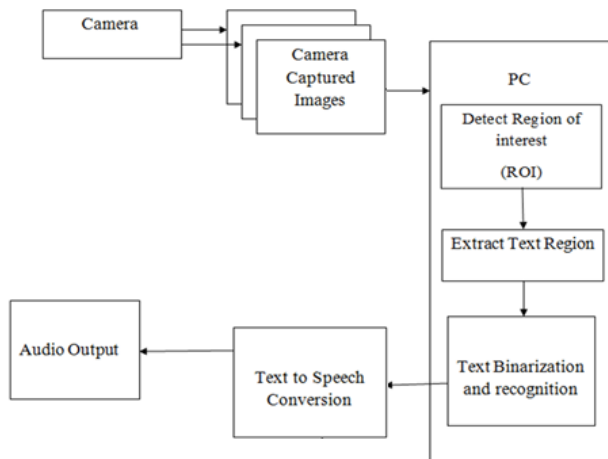 Camera
Camera
Captured
Images
PC
Detect Region of
interest
(ROI)
Extract Text Region
Text Binarization
and recognition
Text to Speech
Conversion
Audio Output